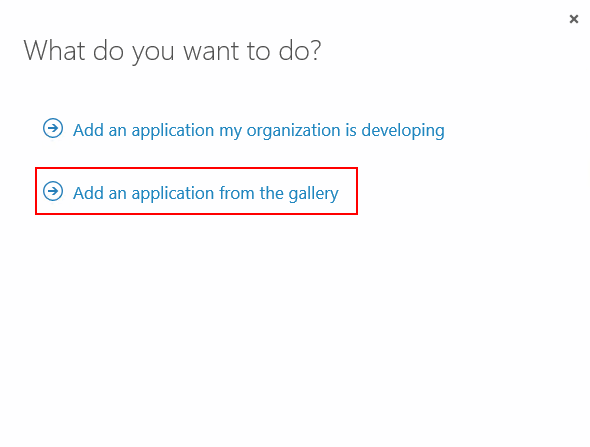 What do you want to do?
Add an application my organization is developing
Add an application from the gallery